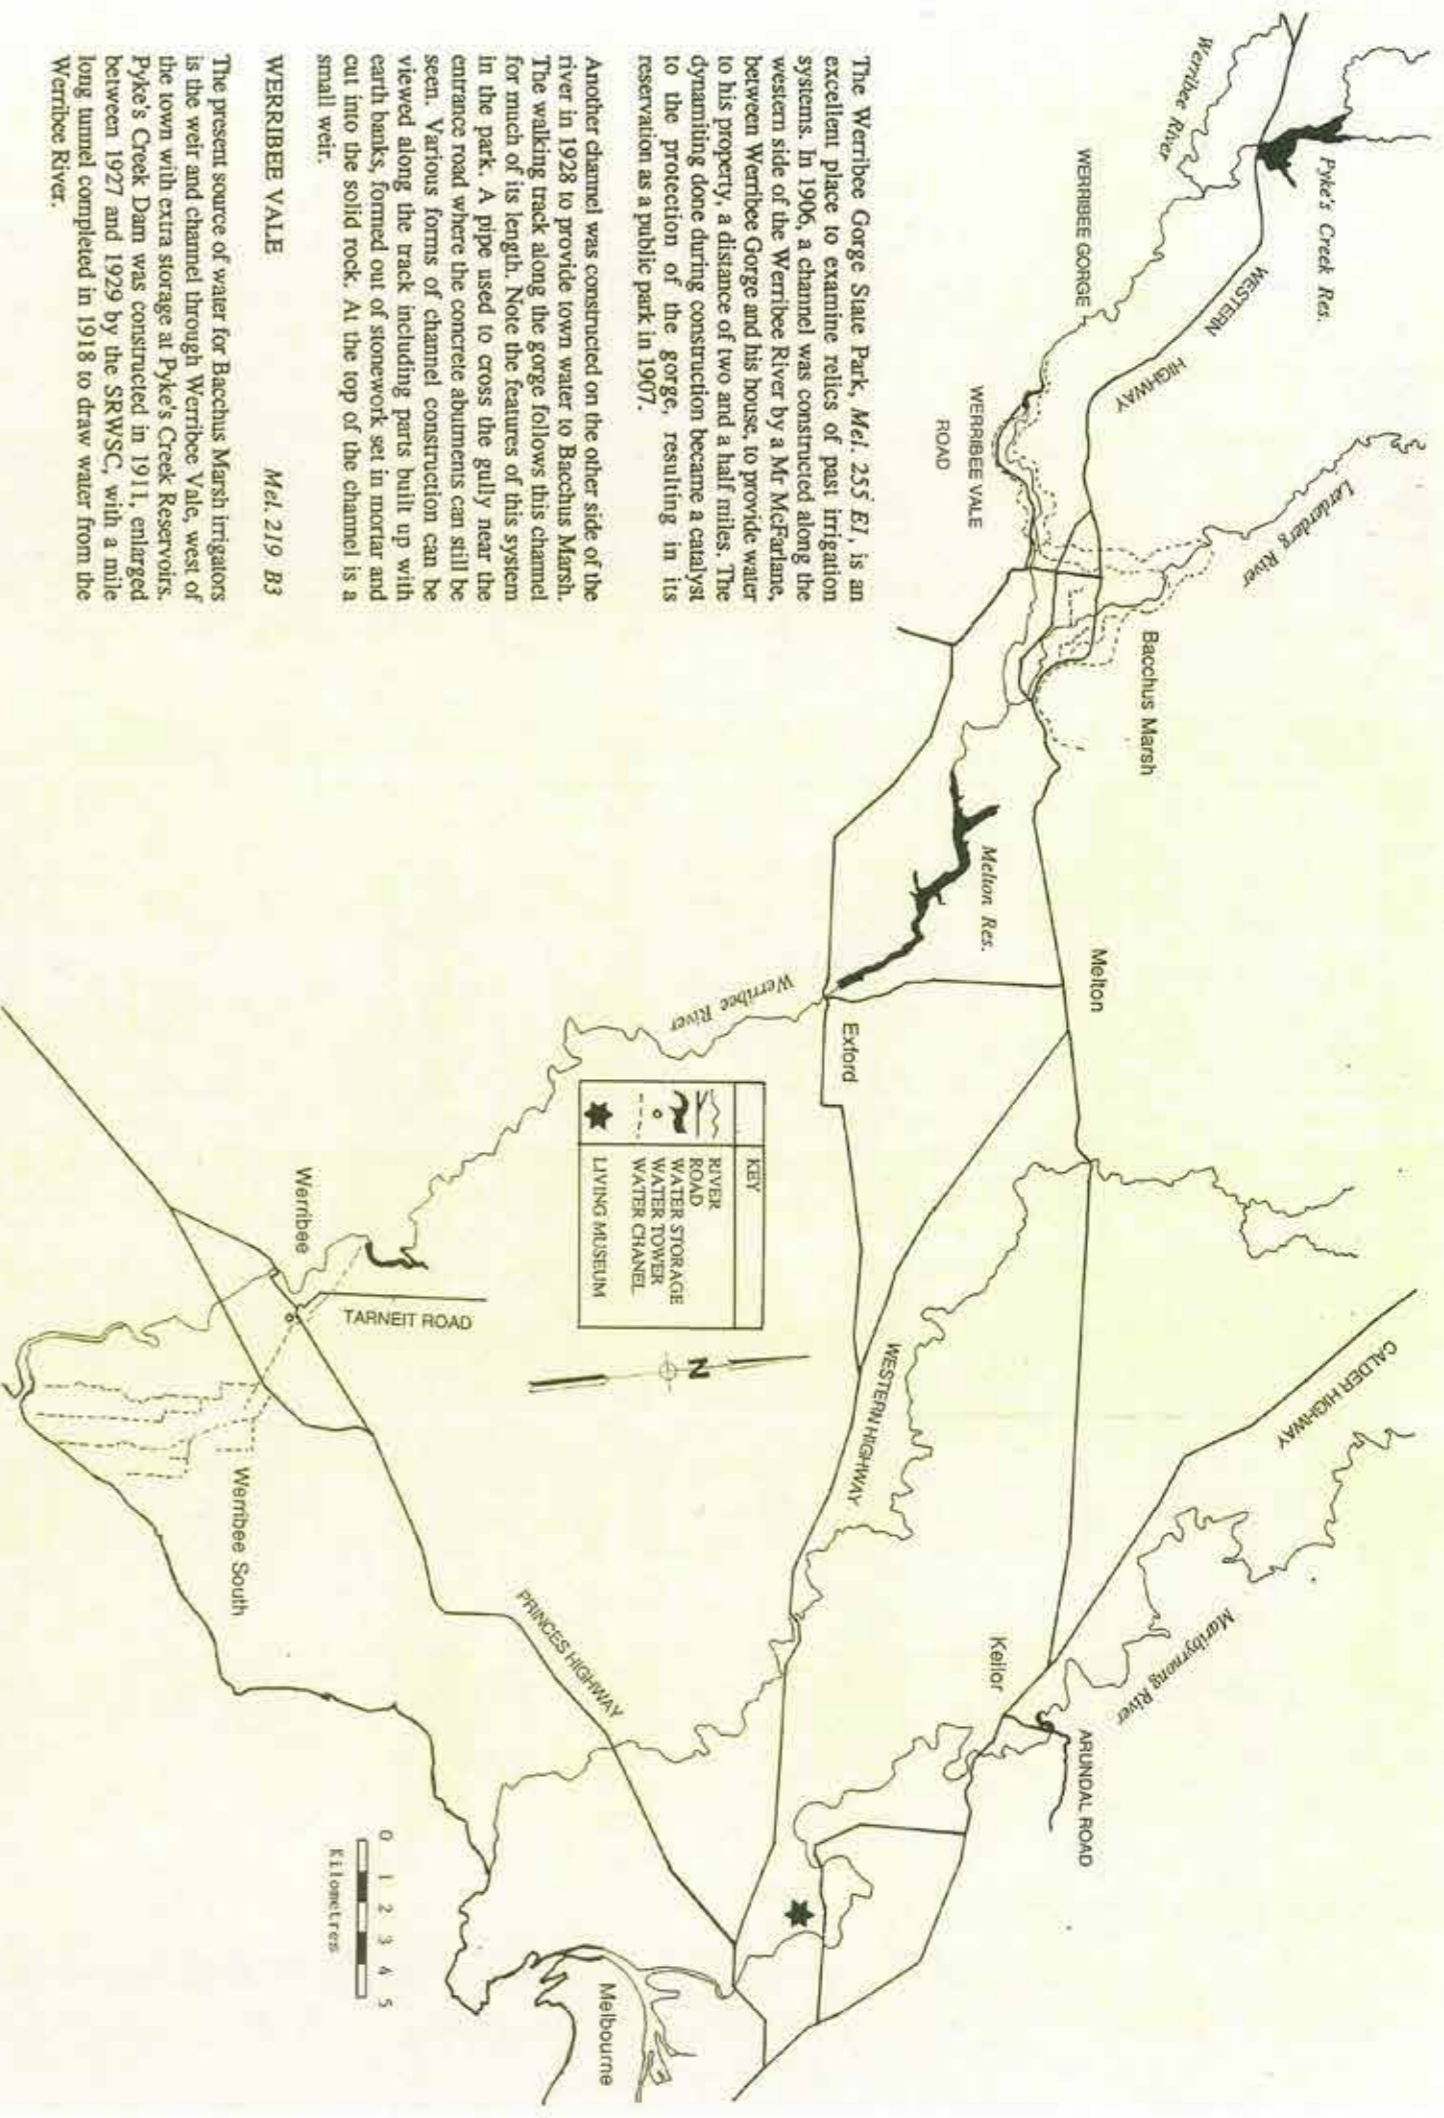 Pyke's Creek Res.
Werribee River
WESTERN
HIGHWAY
WERRIBEE GORGE
WERRIBEE VALE
ROAD
Lerderderg River
Bacchus Marsh
Melton Res.
Melton
Exford
Werribee River
CALDER HIGHWAY
Maribyrnong River
WESTERN HIGHWAY
Keilor
ARUNDAL ROAD
KEY
RIVER
ROAD
WATER STORAGE
WATER TOWER
WATER CHANEL
LIVING MUSEUM
N
Werribee
TARNEIT ROAD
Werribee South
PRINCES HIGHWAY
Melbourne
0 1 2 3 4 5
Kilometres
The Werribee Gorge State Park, Mel. 255 E1, is an
excellent place to examine relics of past irrigation
systems. In 1906, a channel was constructed along the
western side of the Werribee River by a Mr McFarlane,
between Werribee Gorge and his house, to provide water
to his property, a distance of two and a half miles. The
dynamiting done during construction became a catalyst
to the protection of the gorge, resulting in its
reservation as a public park in 1907.
Another channel was constructed on the other side of the
river in 1928 to provide town water to Bacchus Marsh.
The walking track along the gorge follows this channel
for much of its length. Note the features of this system
in the park. A pipe used to cross the gully near the
entrance road where the concrete abutments can still be
seen. Various forms of channel construction can be
viewed along the track including parts built up with
earth banks, formed out of stonework set in mortar and
cut into the solid rock. At the top of the channel is a
small weir.
WERRIBEE VALE Mel. 219 B3
The present source of water for Bacchus Marsh irrigators
is the weir and channel through Werribee Vale, west of
the town with extra storage at Pyke's Creek Reservoirs.
Pyke's Creek Dam was constructed in 1911, enlarged
between 1927 and 1929 by the SRWSC, with a mile
long tunnel completed in 1918 to draw water from the
Werribee River.